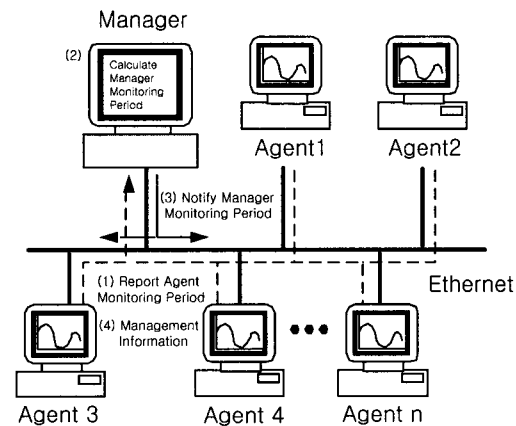 Manager
(2)
Calculate
Manager
Monitoring
Period
Agent1
Agent2
(3) Notify Manager
Monitoring Period
Ethernet
(1) Report Agent
Monitoring Period
(4) Management
Information
Agent 3
Agent 4
Agent n